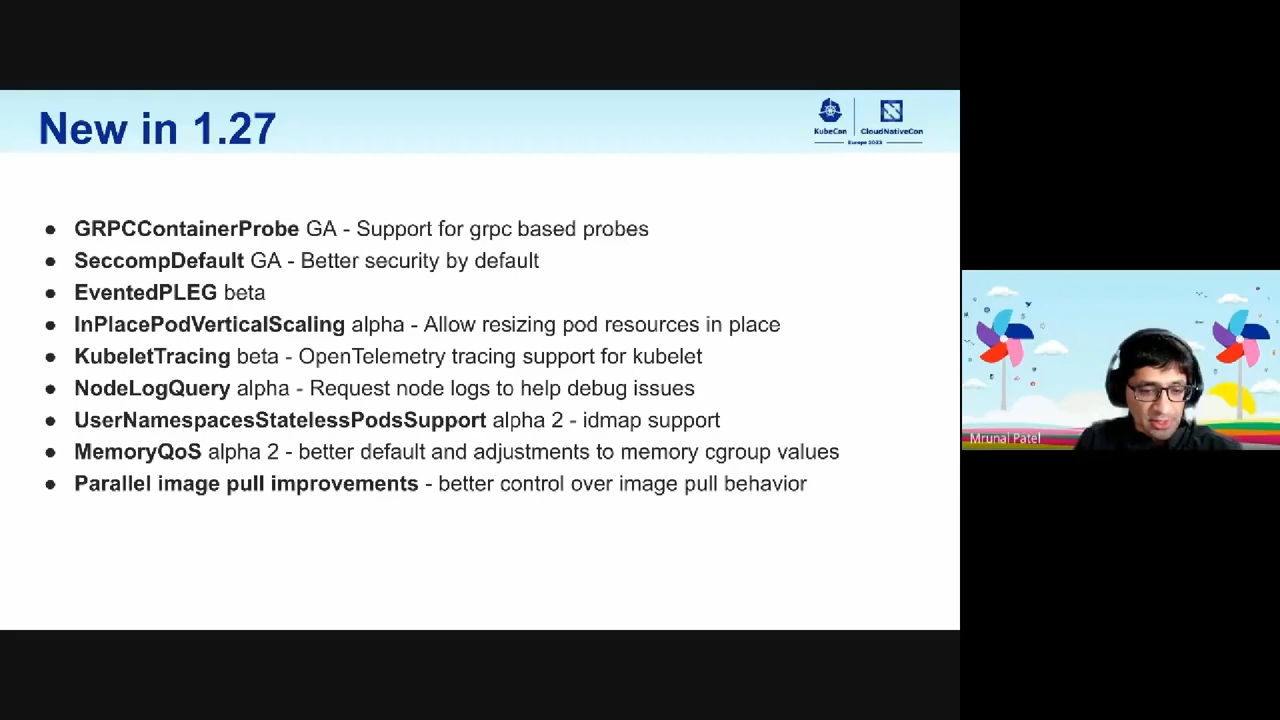 New in 1.27
KubeCon
CloudNativeCon
Europe 2023
● GRPCContainerProbe GA - Support for grpc based probes
● SeccompDefault GA - Better security by default
● EventedPLEG beta
● InPlacePodVerticalScaling alpha - Allow resizing pod resources in place
● KubeletTracing beta - OpenTelemetry tracing support for kubelet
● NodeLogQuery alpha - Request node logs to help debug issues
● UserNamespacesStatelessPodsSupport alpha 2 - idmap support
● MemoryQoS alpha 2 - better default and adjustments to memory cgroup values
● Parallel image pull improvements - better control over image pull behavior
Mrunal Patel